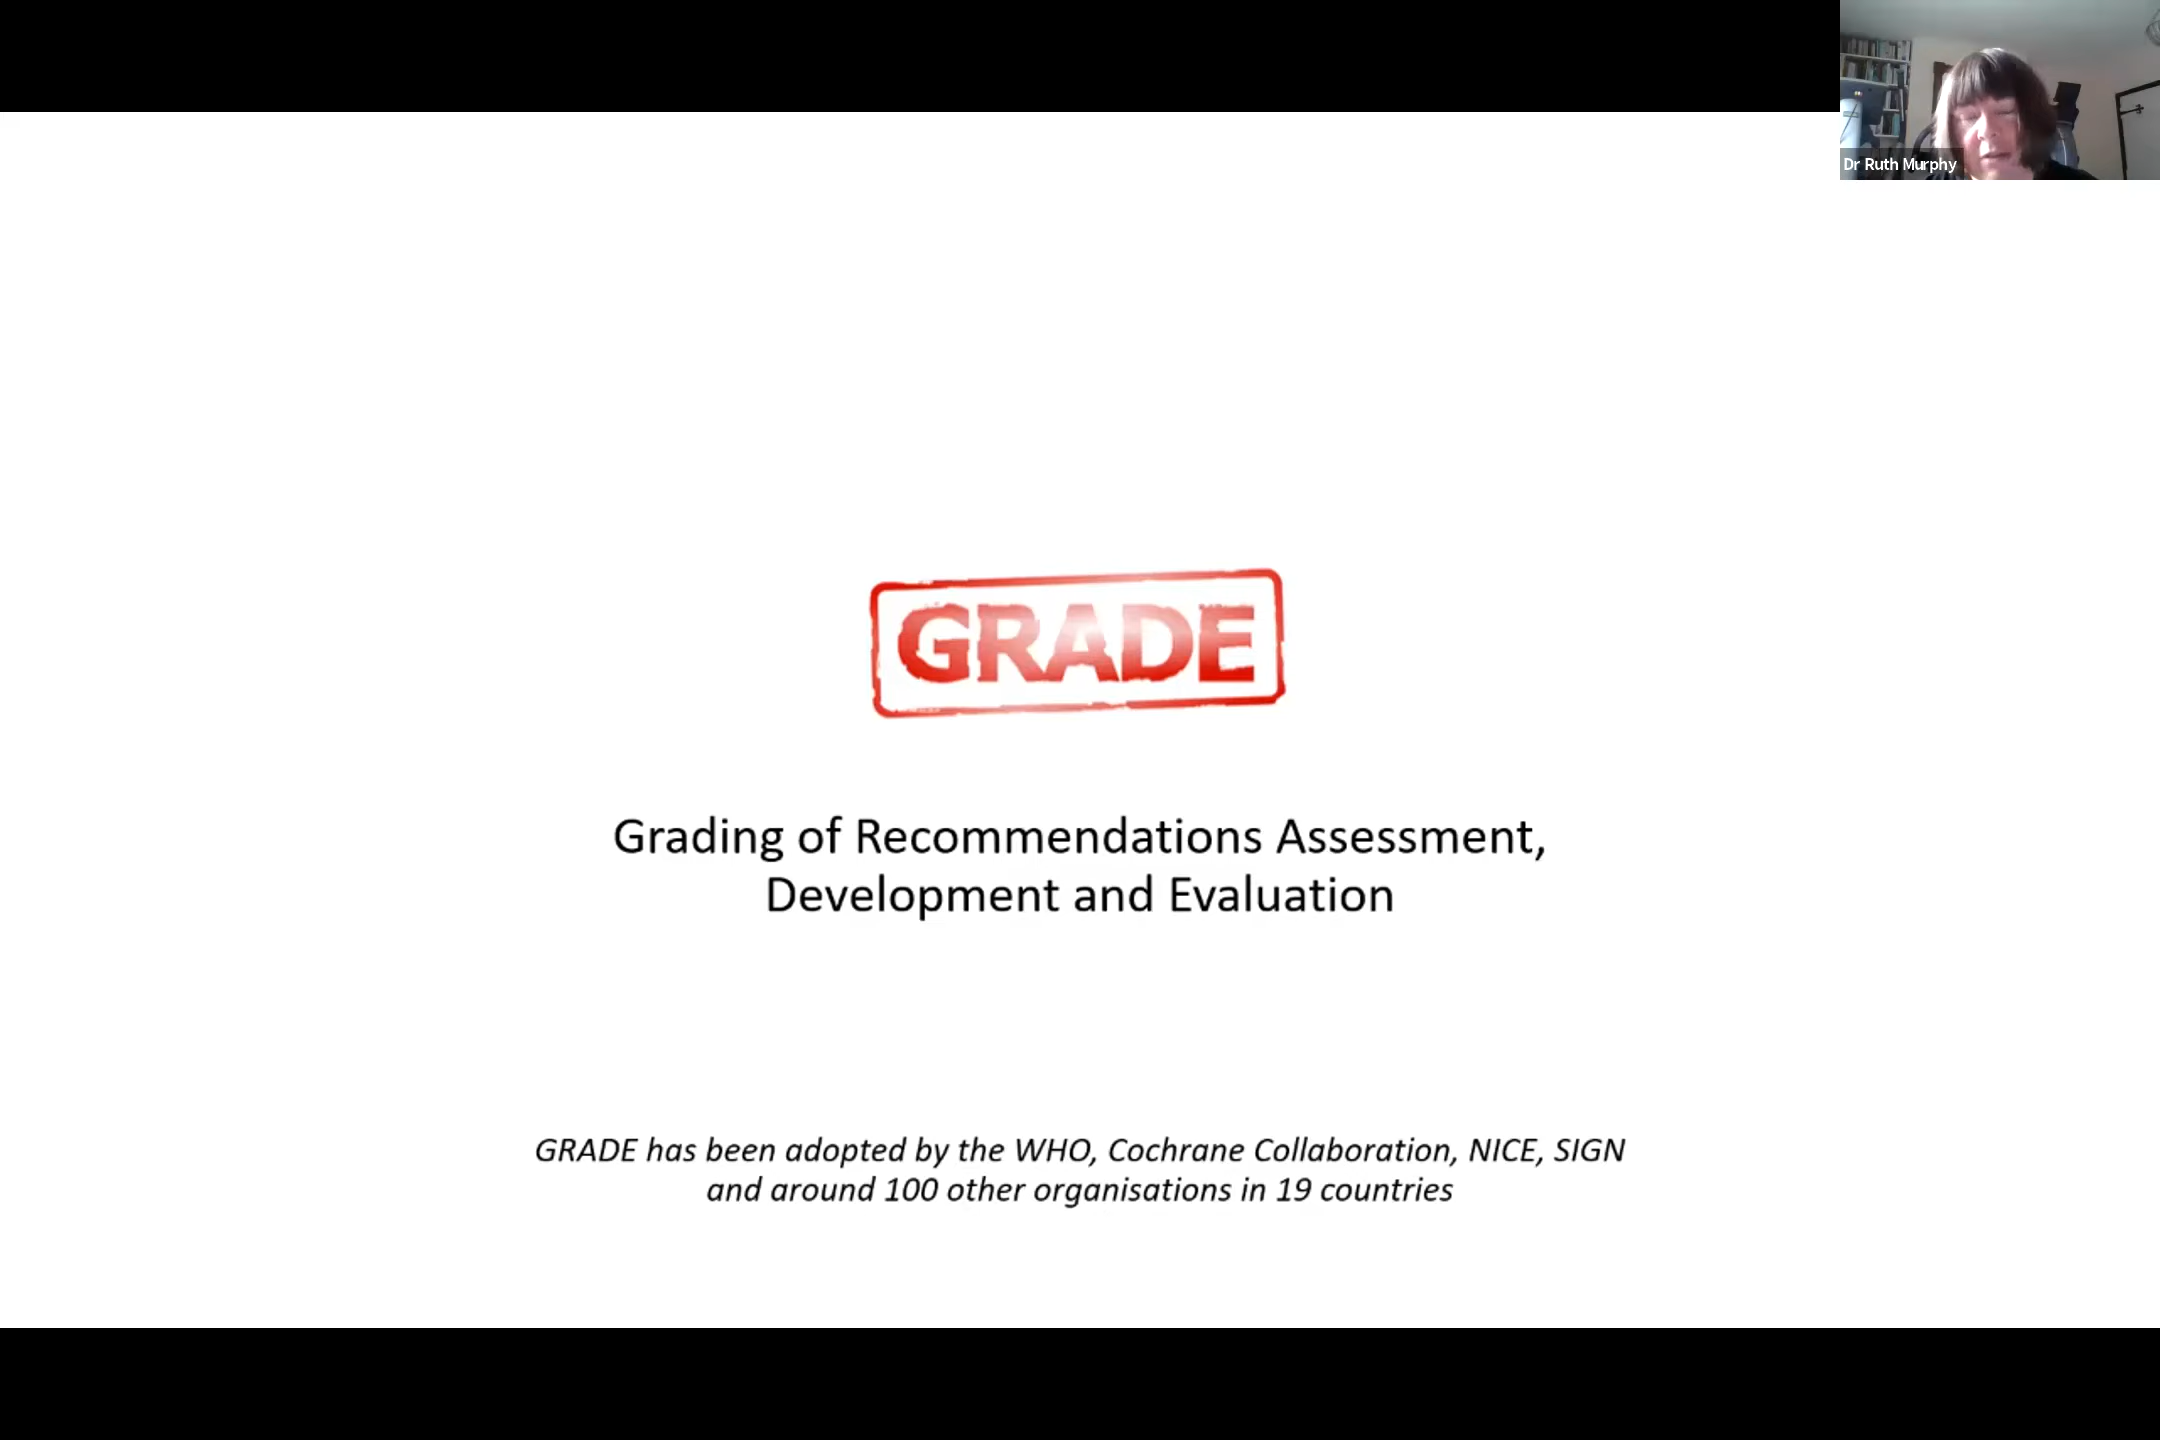 Dr Ruth Murphy
GRADE
Grading of Recommendations Assessment,
Development and Evaluation
GRADE has been adopted by the WHO, Cochrane Collaboration, NICE, SIGN
and around 100 other organisations in 19 countries